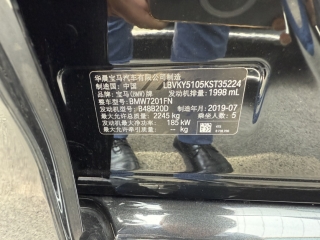 华晨宝马汽车有限公司制造
制造国：中国 LBVKY5105KST35224
品牌：宝马(BMW)牌 发动机排量：1998 mL
整车型号：BMW7201FN 制造年月：2019-07
发动机型号：B48B20D 乘坐人数：5
最大允许总质量：2245 kg
发动机最大净功率：185 kW
最大允许牵引质量：— kg